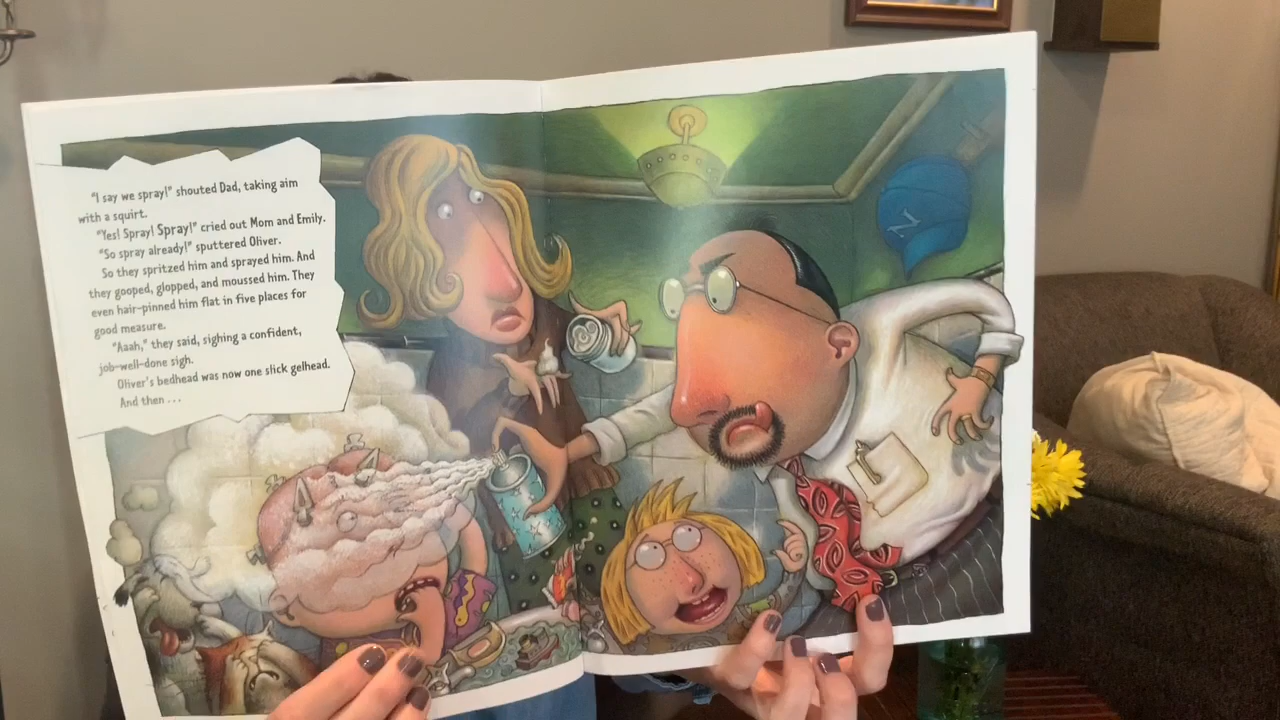 “I say we spray!” shouted Dad, taking aim
with a squirt.
“Yes! Spray! Spray!” cried out Mom and Emily.
“So spray already!” sputtered Oliver.
So they spritzed him and sprayed him. And
they gooped, glopped, and moussed him. They
even hair-pinned him flat in five places for
good measure.
“Aaah,” they said, sighing a confident,
job-well-done sigh.
Oliver’s bedhead was now one slick gelhead.
And then . . .
N